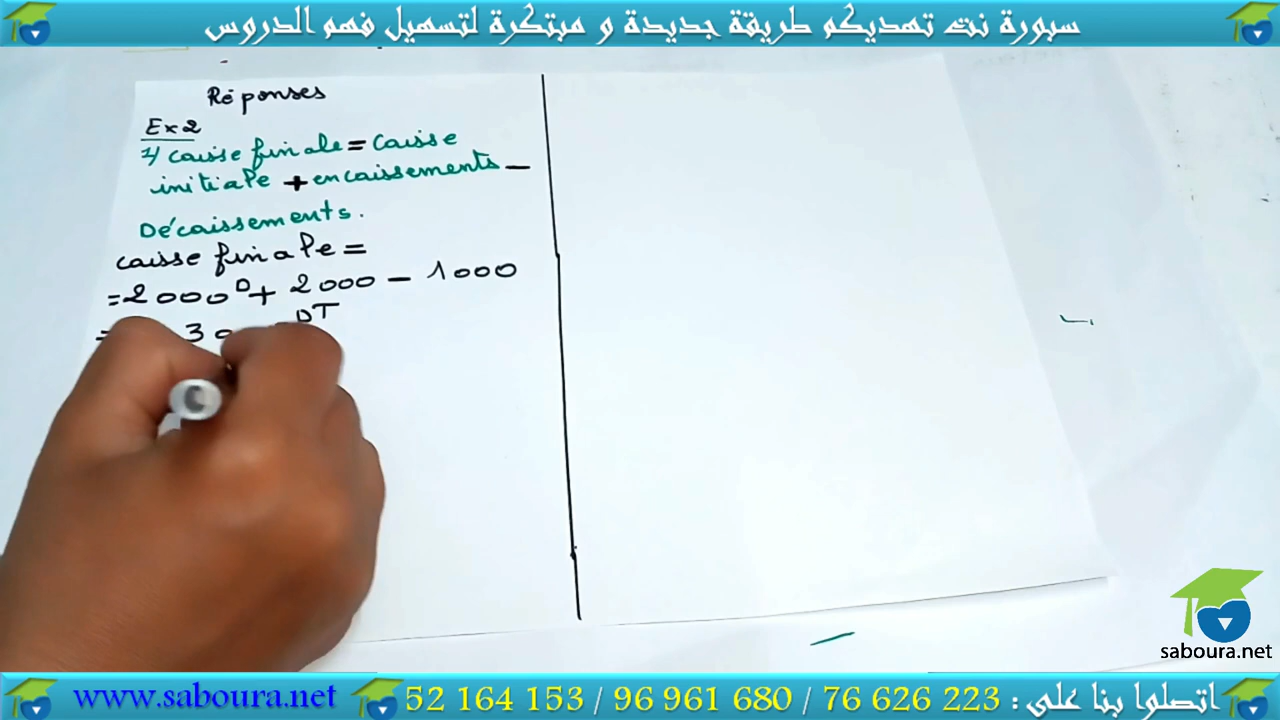 سبورة نت تهديكم طريقة جديدة و مبتكرة لتسهيل فهم الدروس
Réponses
Ex2
1/ caisse finale = caisse
initiale + encaissements -
Décaissements.
caisse finale =
= 2000D + 2000 - 1000
= 30 DT
saboura.net
www.saboura.net 52 164 153 / 96 961 680 / 76 626 223 : اتصلوا بنا على